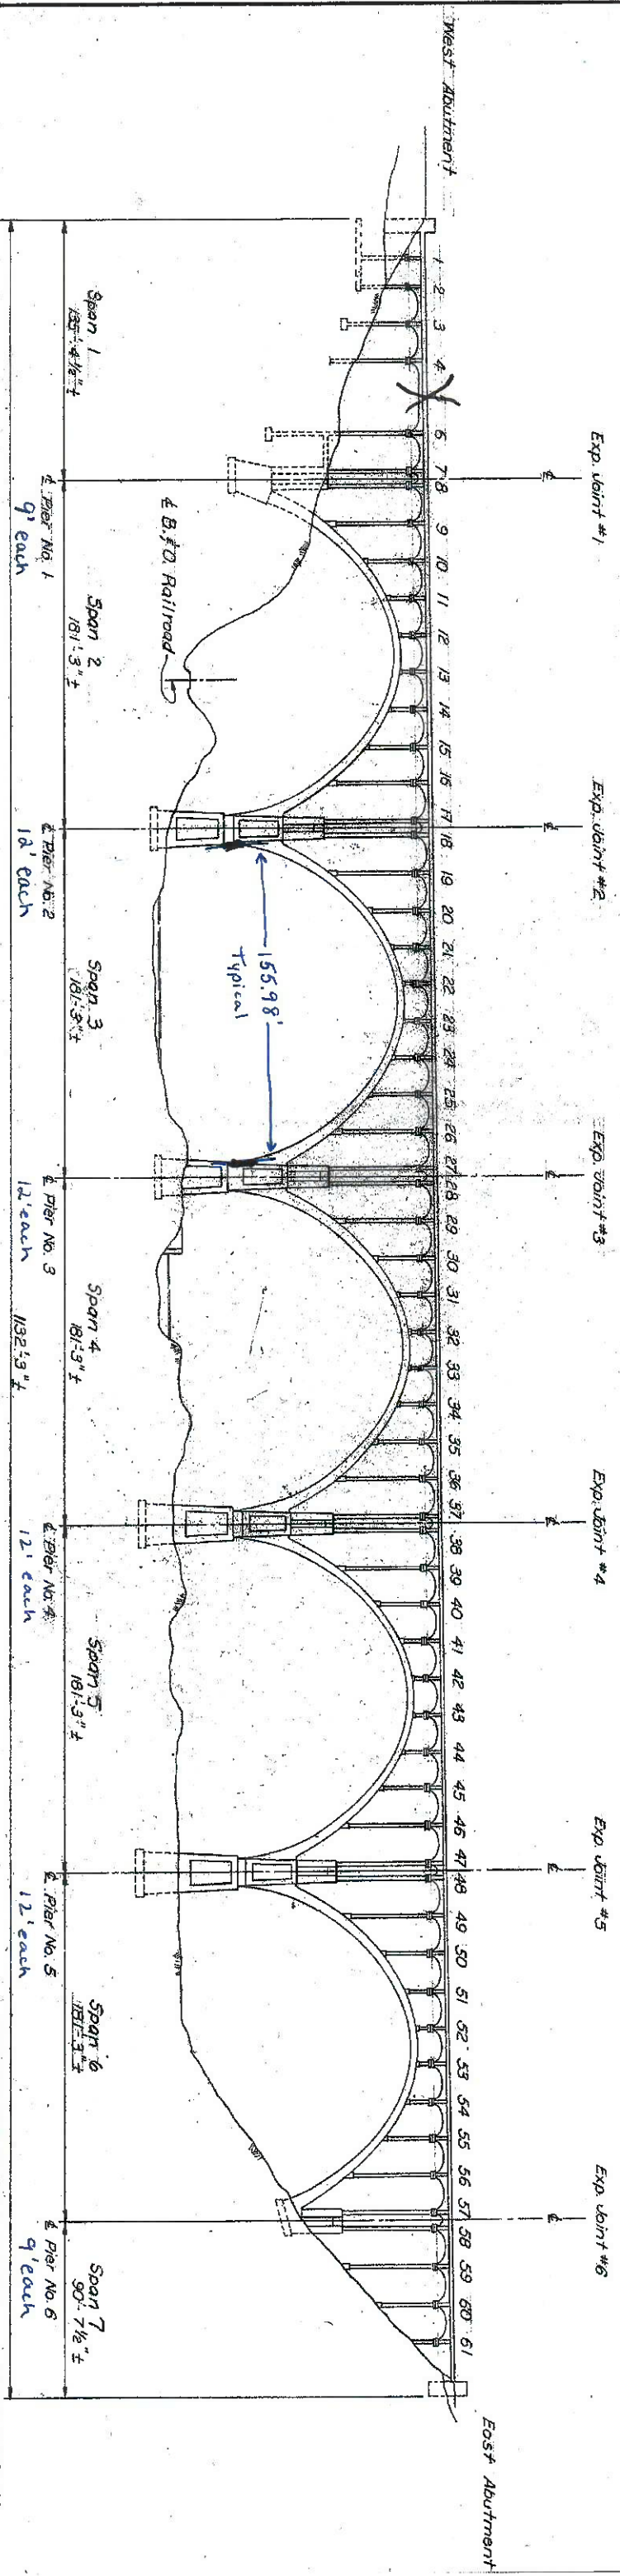 West Abutment
East Abutment
Exp. Joint #1
Exp. Joint #2
Exp. Joint #3
Exp. Joint #4
Exp. Joint #5
Exp. Joint #6
℄
℄
℄
℄
℄
℄
1 2 3 4 6 7 8 9 10 11 12 13 14 15 16 17 18 19 20 21 22 23 24 25 26 27 28 29 30 31 32 33 34 35 36 37 38 39 40 41 42 43 44 45 46 47 48 49 50 51 52 53 54 55 56 57 58 59 60 61
℄ B. & O. Railroad
155.98'
Typical
Span 1
135'-4½"±
Span 2
181'-3"±
Span 3
181'-3"±
Span 4
181'-3"±
Span 5
181'-3"±
Span 6
181'-3"±
Span 7
90'-7½"±
℄ Pier No. 1
9' each
℄ Pier No. 2
12' each
℄ Pier No. 3
12' each
℄ Pier No. 4
12' each
℄ Pier No. 5
12' each
℄ Pier No. 6
9' each
1132'-3"±